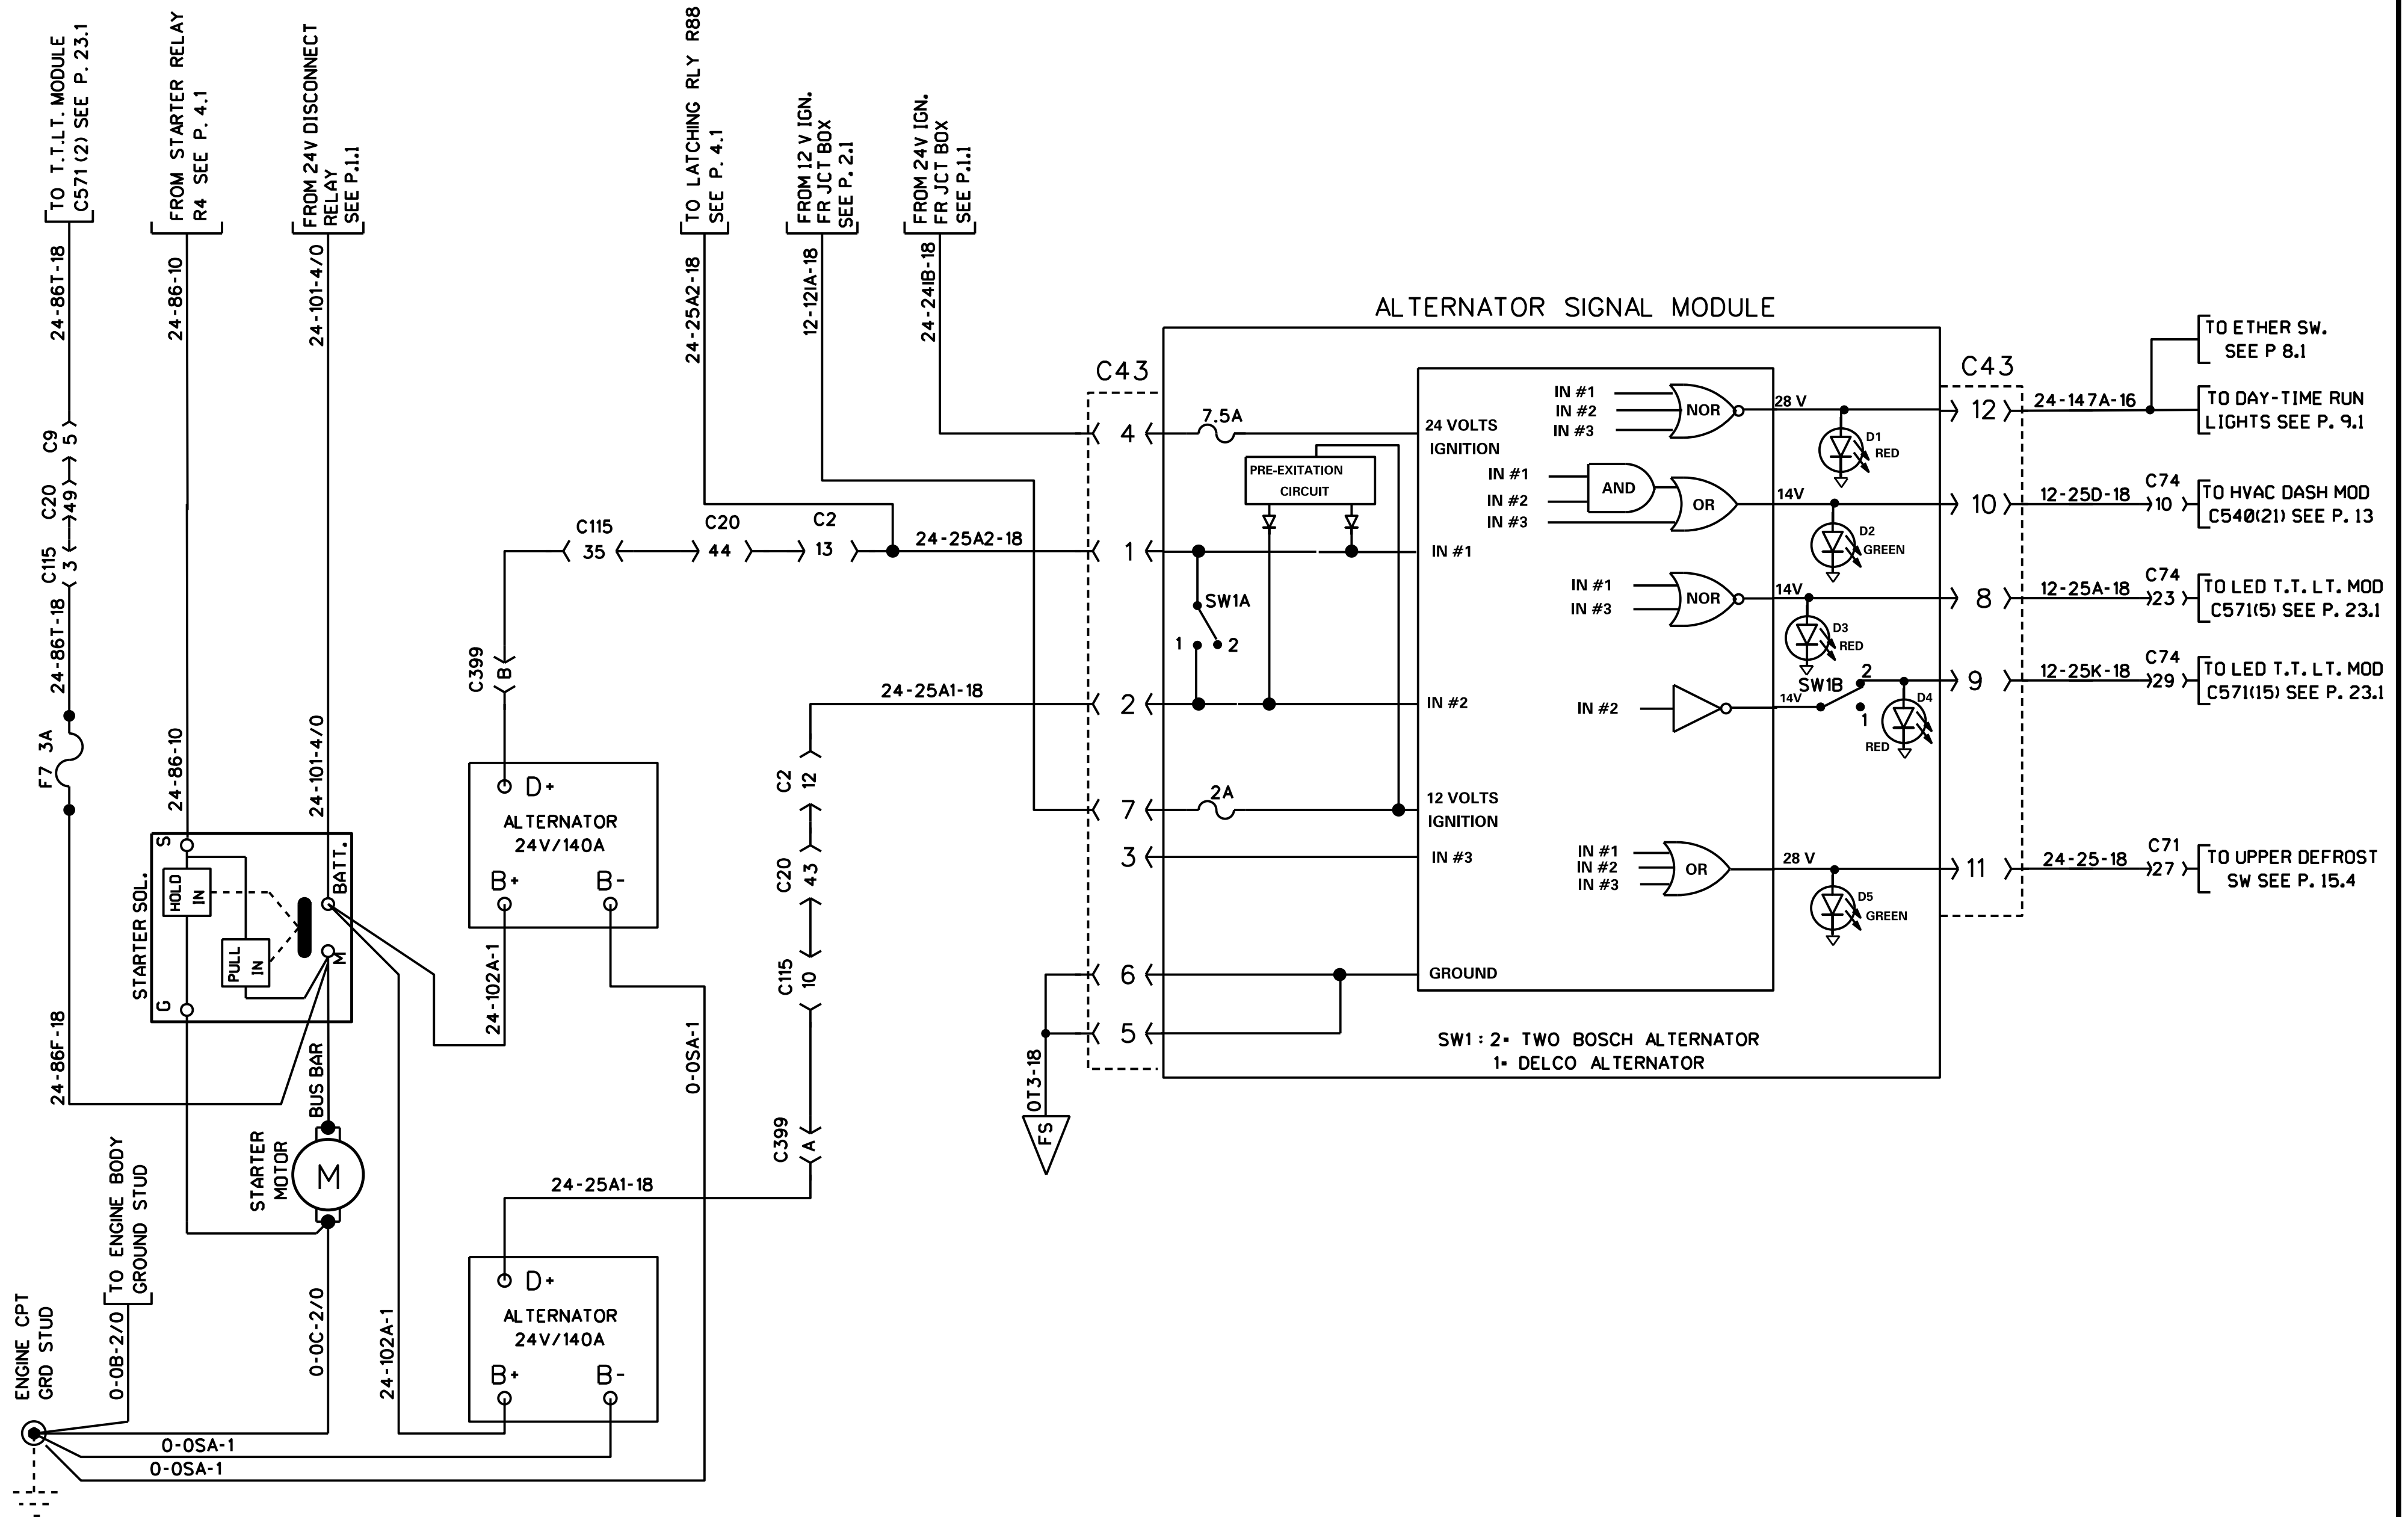 TO T.T.LT. MODULE
C571 (2) SEE P. 23.1
FROM STARTER RELAY
R4 SEE P. 4.1
FROM 24V DISCONNECT
RELAY
SEE P.1.1
TO LATCHING RLY R88
SEE P. 4.1
FROM 12 V IGN.
FR JCT BOX
SEE P. 2.1
FROM 24V IGN.
FR JCT BOX
SEE P.1.1
24-86T-18
24-86-10
24-101-4/0
24-25A2-18
12-121A-18
24-241B-18
C9
5
C20
49
C115
3
24-86T-18
F7 3A
24-86-10
24-101-4/0
24-86F-18
STARTER SOL.
S
HOLD
IN
PULL
IN
G
BATT.
M
BUS BAR
STARTER
MOTOR
M
TO ENGINE BODY
GROUND STUD
ENGINE CPT
GRD STUD
0-0B-2/0
0-0C-2/0
24-102A-1
0-0SA-1
0-0SA-1
C115
35
C20
44
C2
13
24-25A2-18
C399
B
D+
ALTERNATOR
24V/140A
B+
B-
24-102A-1
0-0SA-1
24-25A1-18
C2
12
C20
43
C115
10
C399
A
24-25A1-18
D+
ALTERNATOR
24V/140A
B+
B-
ALTERNATOR SIGNAL MODULE
C43
4
1
2
7
3
6
5
0T3-18
FS
7.5A
PRE-EXITATION
CIRCUIT
SW1A
1
2
2A
24 VOLTS
IGNITION
IN #1
IN #2
12 VOLTS
IGNITION
IN #3
GROUND
IN #1
IN #2
IN #3
NOR
28 V
D1
RED
IN #1
IN #2
IN #3
AND
OR
14V
D2
GREEN
IN #1
IN #3
NOR
14V
D3
RED
IN #2
14V
SW1B
2
1
D4
RED
IN #1
IN #2
IN #3
OR
28 V
D5
GREEN
SW1 : 2= TWO BOSCH ALTERNATOR
1= DELCO ALTERNATOR
C43
12
10
8
9
11
24-147A-16
TO ETHER SW.
SEE P 8.1
TO DAY-TIME RUN
LIGHTS SEE P. 9.1
12-25D-18
C74
10
TO HVAC DASH MOD
C540(21) SEE P. 13
12-25A-18
C74
23
TO LED T.T. LT. MOD
C571(5) SEE P. 23.1
12-25K-18
C74
29
TO LED T.T. LT. MOD
C571(15) SEE P. 23.1
24-25-18
C71
27
TO UPPER DEFROST
SW SEE P. 15.4